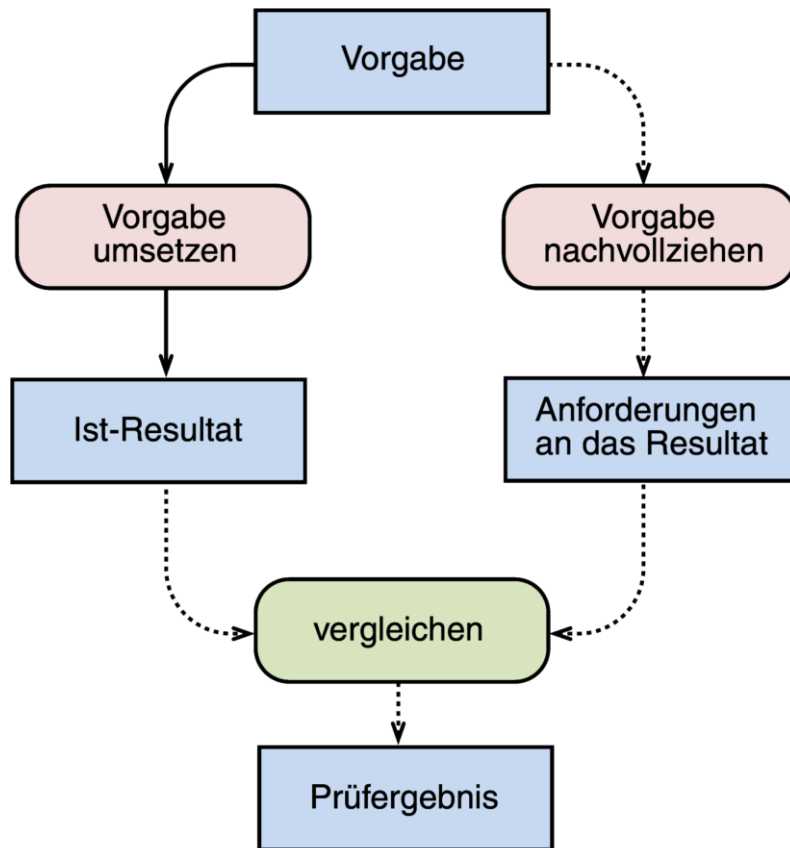 Vorgabe
Vorgabe
umsetzen
Vorgabe
nachvollziehen
Ist-Resultat
Anforderungen
an das Resultat
vergleichen
Prüfergebnis